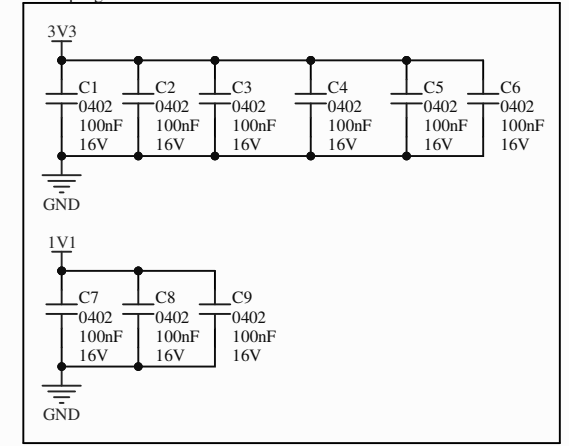 3V3
C1 C2 C3 C4 C5 C6
0402 0402 0402 0402 0402 0402
100nF 100nF 100nF 100nF 100nF 100nF
16V 16V 16V 16V 16V 16V
GND
1V1
C7 C8 C9
0402 0402 0402
100nF 100nF 100nF
16V 16V 16V
GND